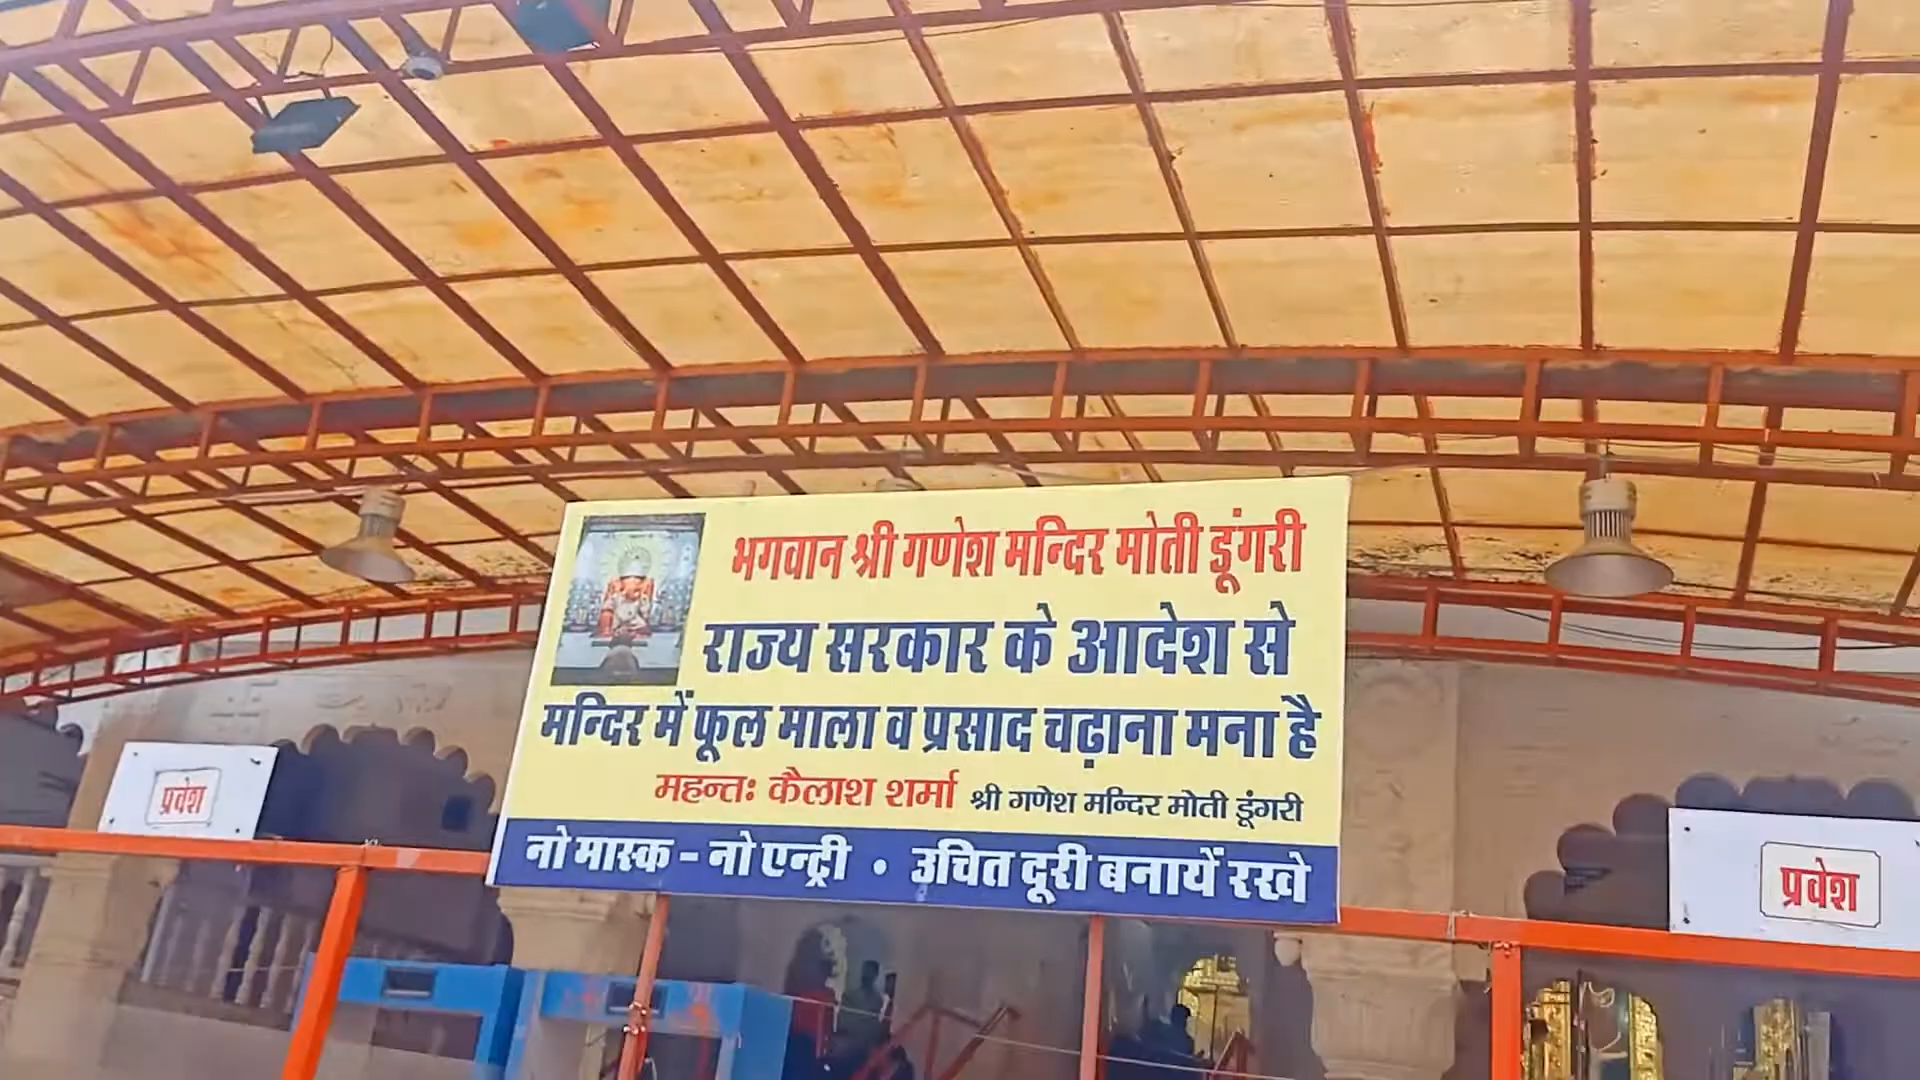 भगवान श्री गणेश मन्दिर मोती डूंगरी
राज्य सरकार के आदेश से
मन्दिर में फूल माला व प्रसाद चढ़ाना मना है
महन्तः कैलाश शर्मा श्री गणेश मन्दिर मोती डूंगरी
नो मास्क - नो एन्ट्री • उचित दूरी बनायें रखे
प्रवेश
प्रवेश